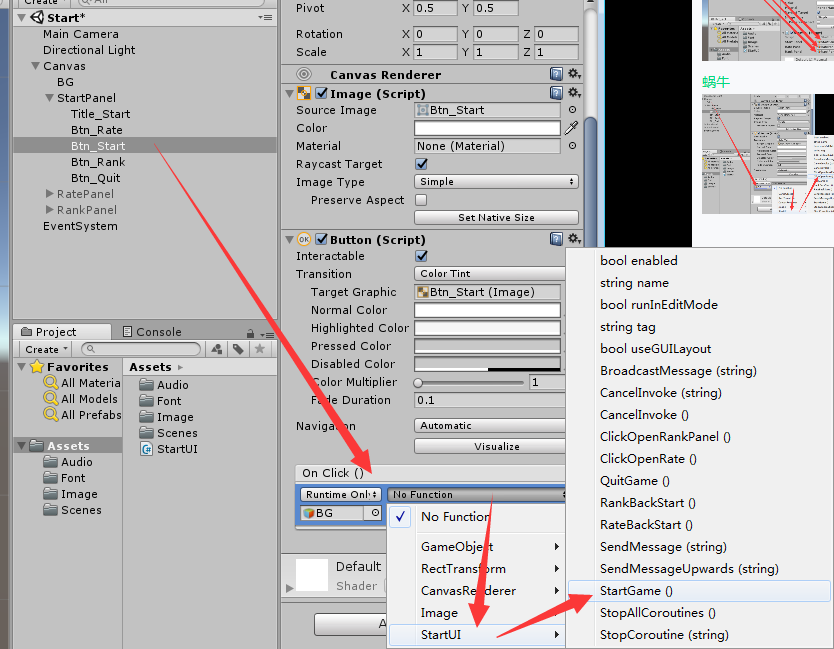 Create
All
Start*
Main Camera
Directional Light
Canvas
BG
StartPanel
Title_Start
Btn_Rate
Btn_Start
Btn_Rank
Btn_Quit
RatePanel
RankPanel
EventSystem
Project
Console
Create
Favorites
All Materia
All Models
All Prefabs
Assets
Audio
Font
Image
Scenes
Assets
Audio
Font
Image
Scenes
StartUI
Pivot X 0.5 Y 0.5
Rotation X 0 Y 0 Z 0
Scale X 1 Y 1 Z 1
Canvas Renderer
Image (Script)
Source Image Btn_Start
Color
Material None (Material)
Raycast Target
Image Type Simple
Preserve Aspect
Set Native Size
OK Button (Script)
Interactable
Transition Color Tint
Target Graphic Btn_Start (Image)
Normal Color
Highlighted Color
Pressed Color
Disabled Color
Color Multiplier 1
Fade Duration 0.1
Navigation Automatic
Visualize
On Click ()
Runtime Onl No Function
BG
Default
Shader
A
No Function
GameObject
RectTransform
CanvasRenderer
Image
StartUI
bool enabled
string name
bool runInEditMode
string tag
bool useGUILayout
BroadcastMessage (string)
CancelInvoke (string)
CancelInvoke ()
ClickOpenRankPanel ()
ClickOpenRate ()
QuitGame ()
RankBackStart ()
RateBackStart ()
SendMessage (string)
SendMessageUpwards (string)
StartGame ()
StopAllCoroutines ()
StopCoroutine (string)
蜗牛